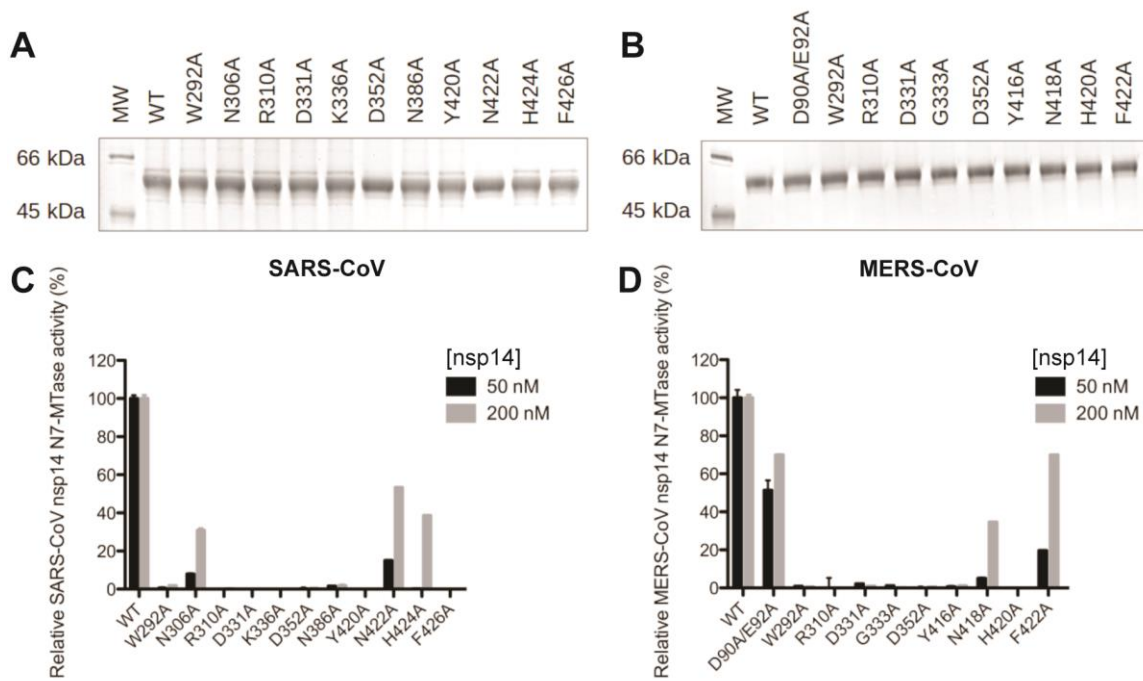 A
MW WT W292A N306A R310A D331A K336A D352A N386A Y420A N422A H424A F426A
66 kDa
45 kDa
B
MW WT D90A/E92A W292A R310A D331A G333A D352A Y416A N418A H420A F422A
66 kDa
45 kDa
C
SARS-CoV
Relative SARS-CoV nsp14 N7-MTase activity (%)
120
100
80
60
40
20
0
[nsp14]
50 nM
200 nM
WT W292A N306A R310A D331A K336A D352A N386A Y420A N422A H424A F426A
D
MERS-CoV
Relative MERS-CoV nsp14 N7-MTase activity (%)
120
100
80
60
40
20
0
[nsp14]
50 nM
200 nM
WT D90A/E92A W292A R310A D331A G333A D352A Y416A N418A H420A F422A